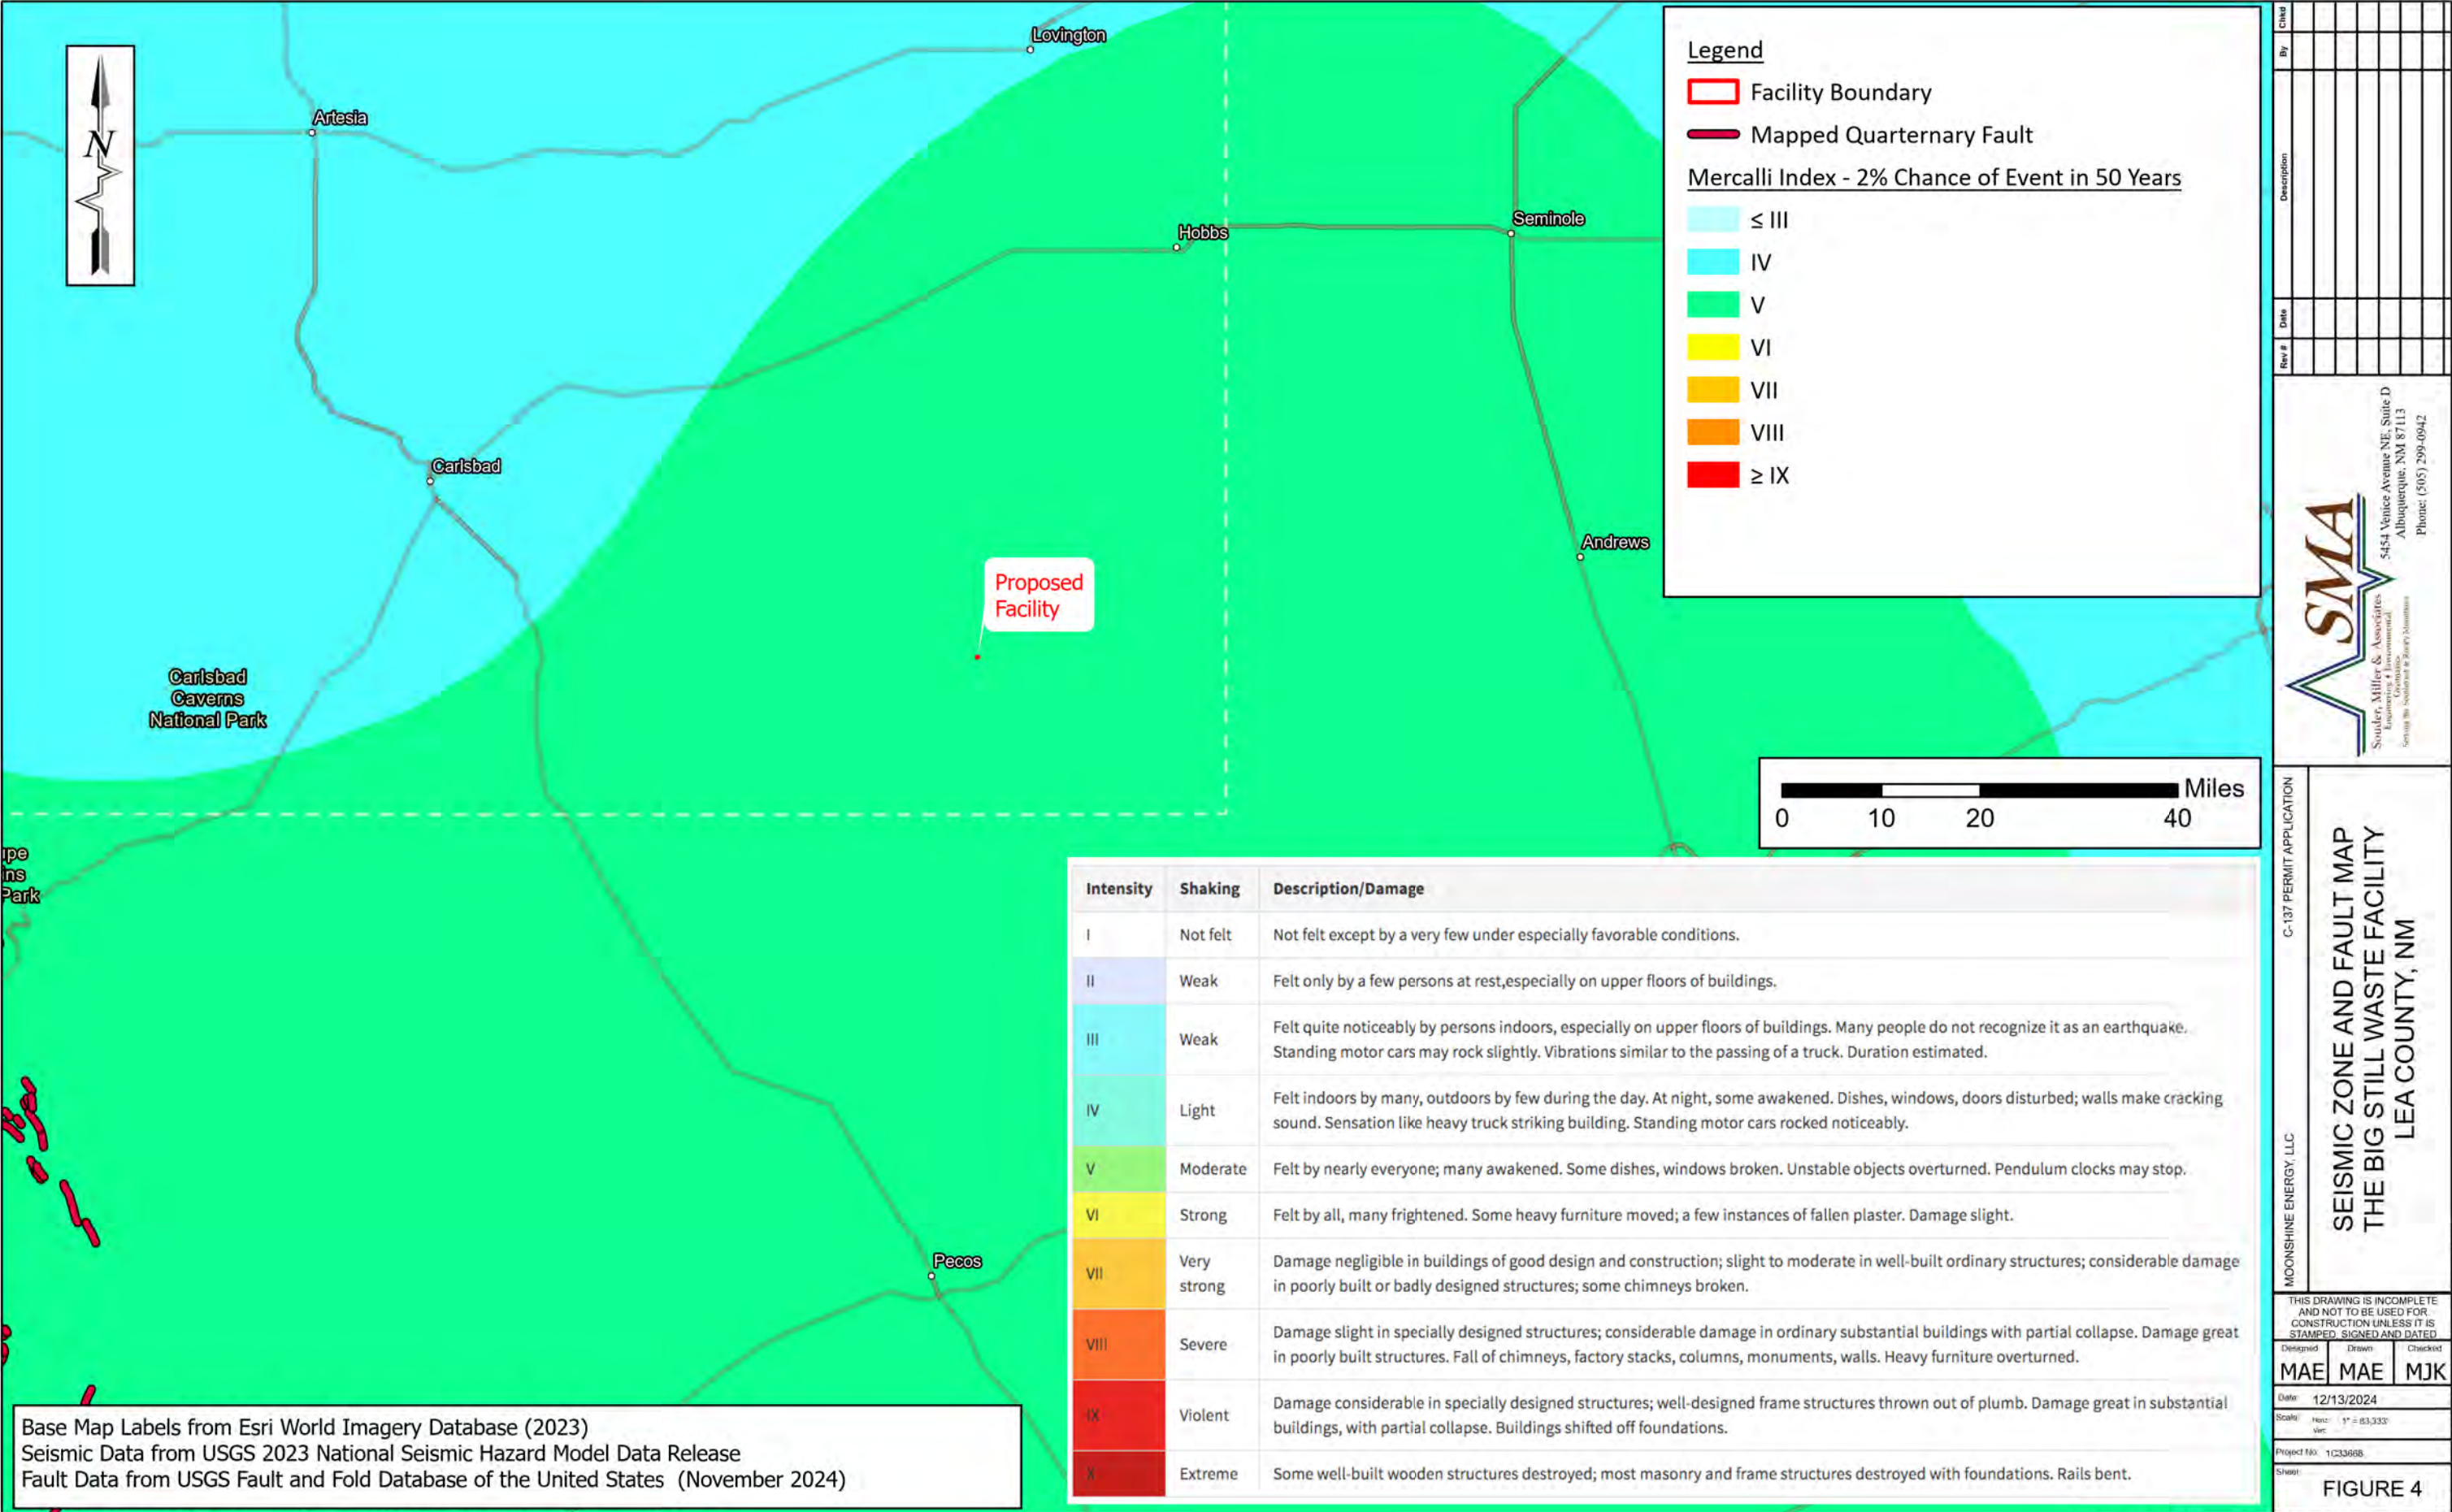 Lovington
Artesia
N
Hobbs
Seminole
Carlsbad
Andrews
Proposed
Facility
Carlsbad
Caverns
National Park
ipe
ins
Park
Pecos
Legend
Facility Boundary
Mapped Quarternary Fault
Mercalli Index - 2% Chance of Event in 50 Years
≤ III
IV
V
VI
VII
VIII
≥ IX
Miles
0 10 20 40
Intensity Shaking Description/Damage
I Not felt Not felt except by a very few under especially favorable conditions.
II Weak Felt only by a few persons at rest,especially on upper floors of buildings.
III Weak Felt quite noticeably by persons indoors, especially on upper floors of buildings. Many people do not recognize it as an earthquake.
Standing motor cars may rock slightly. Vibrations similar to the passing of a truck. Duration estimated.
IV Light Felt indoors by many, outdoors by few during the day. At night, some awakened. Dishes, windows, doors disturbed; walls make cracking
sound. Sensation like heavy truck striking building. Standing motor cars rocked noticeably.
V Moderate Felt by nearly everyone; many awakened. Some dishes, windows broken. Unstable objects overturned. Pendulum clocks may stop.
VI Strong Felt by all, many frightened. Some heavy furniture moved; a few instances of fallen plaster. Damage slight.
VII Very strong Damage negligible in buildings of good design and construction; slight to moderate in well-built ordinary structures; considerable damage
in poorly built or badly designed structures; some chimneys broken.
VIII Severe Damage slight in specially designed structures; considerable damage in ordinary substantial buildings with partial collapse. Damage great
in poorly built structures. Fall of chimneys, factory stacks, columns, monuments, walls. Heavy furniture overturned.
IX Violent Damage considerable in specially designed structures; well-designed frame structures thrown out of plumb. Damage great in substantial
buildings, with partial collapse. Buildings shifted off foundations.
X Extreme Some well-built wooden structures destroyed; most masonry and frame structures destroyed with foundations. Rails bent.
Base Map Labels from Esri World Imagery Database (2023)
Seismic Data from USGS 2023 National Seismic Hazard Model Data Release
Fault Data from USGS Fault and Fold Database of the United States (November 2024)
Rev # Date Description By Chkd
SMA
Souder, Miller & Associates
Engineering Environmental
5454 Venice Avenue NE, Suite D
Albuquerque, NM 87113
Phone: (505) 299-0942
MOONSHINE ENERGY, LLC
C-137 PERMIT APPLICATION
SEISMIC ZONE AND FAULT MAP
THE BIG STILL WASTE FACILITY
LEA COUNTY, NM
THIS DRAWING IS INCOMPLETE
AND NOT TO BE USED FOR
CONSTRUCTION UNLESS IT IS
STAMPED, SIGNED AND DATED
Designed Drawn Checked
MAE MAE MJK
Date: 12/13/2024
Scale: Horiz: 1" = 83,333'
Vert:
Project No: 1C33668
Sheet:
FIGURE 4